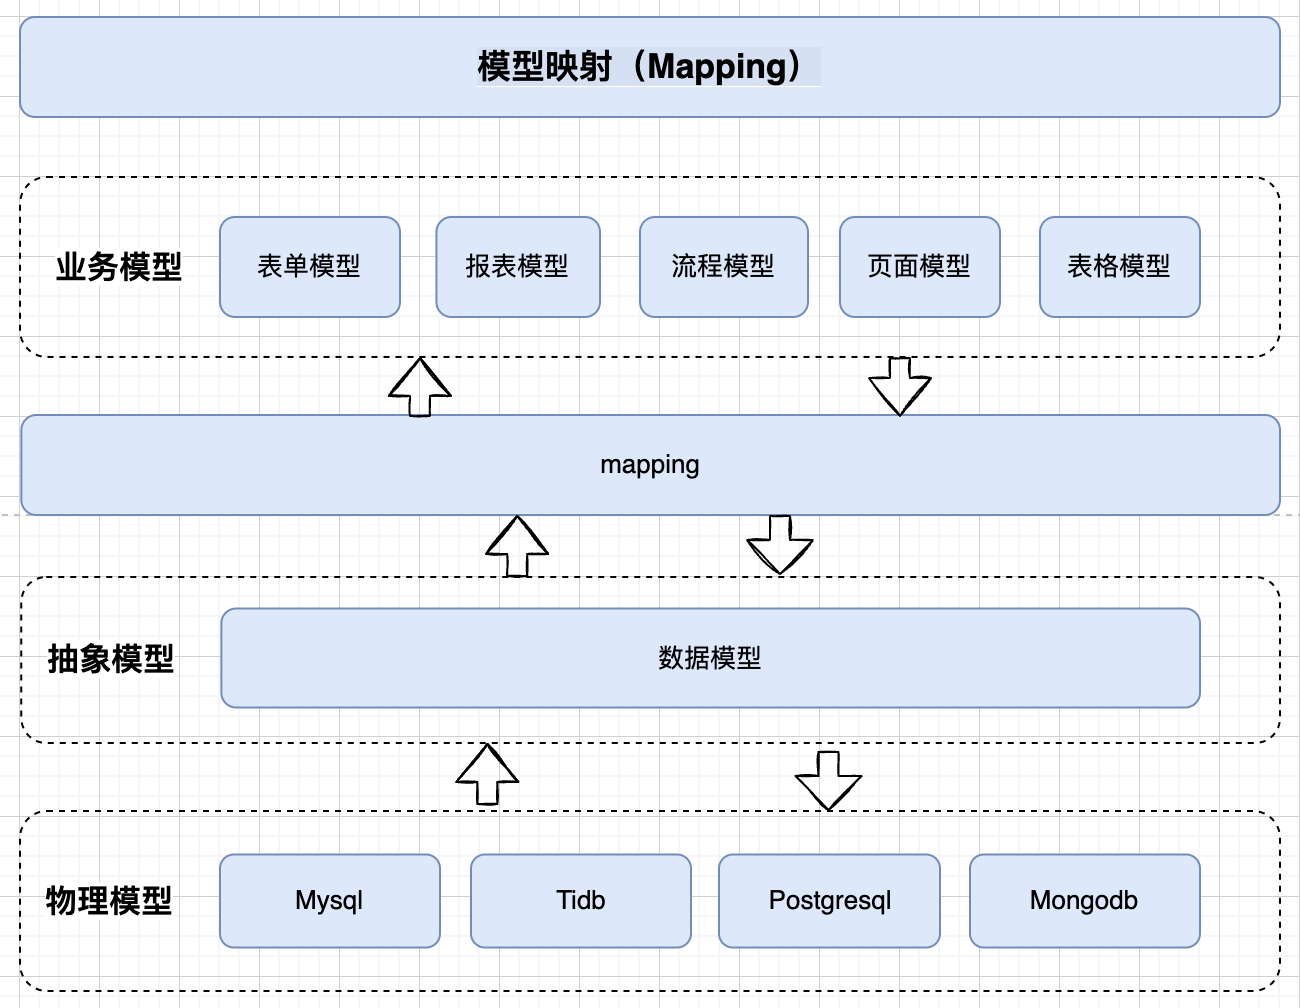 模型映射（Mapping）
业务模型
表单模型
报表模型
流程模型
页面模型
表格模型
mapping
抽象模型
数据模型
物理模型
Mysql
Tidb
Postgresql
Mongodb